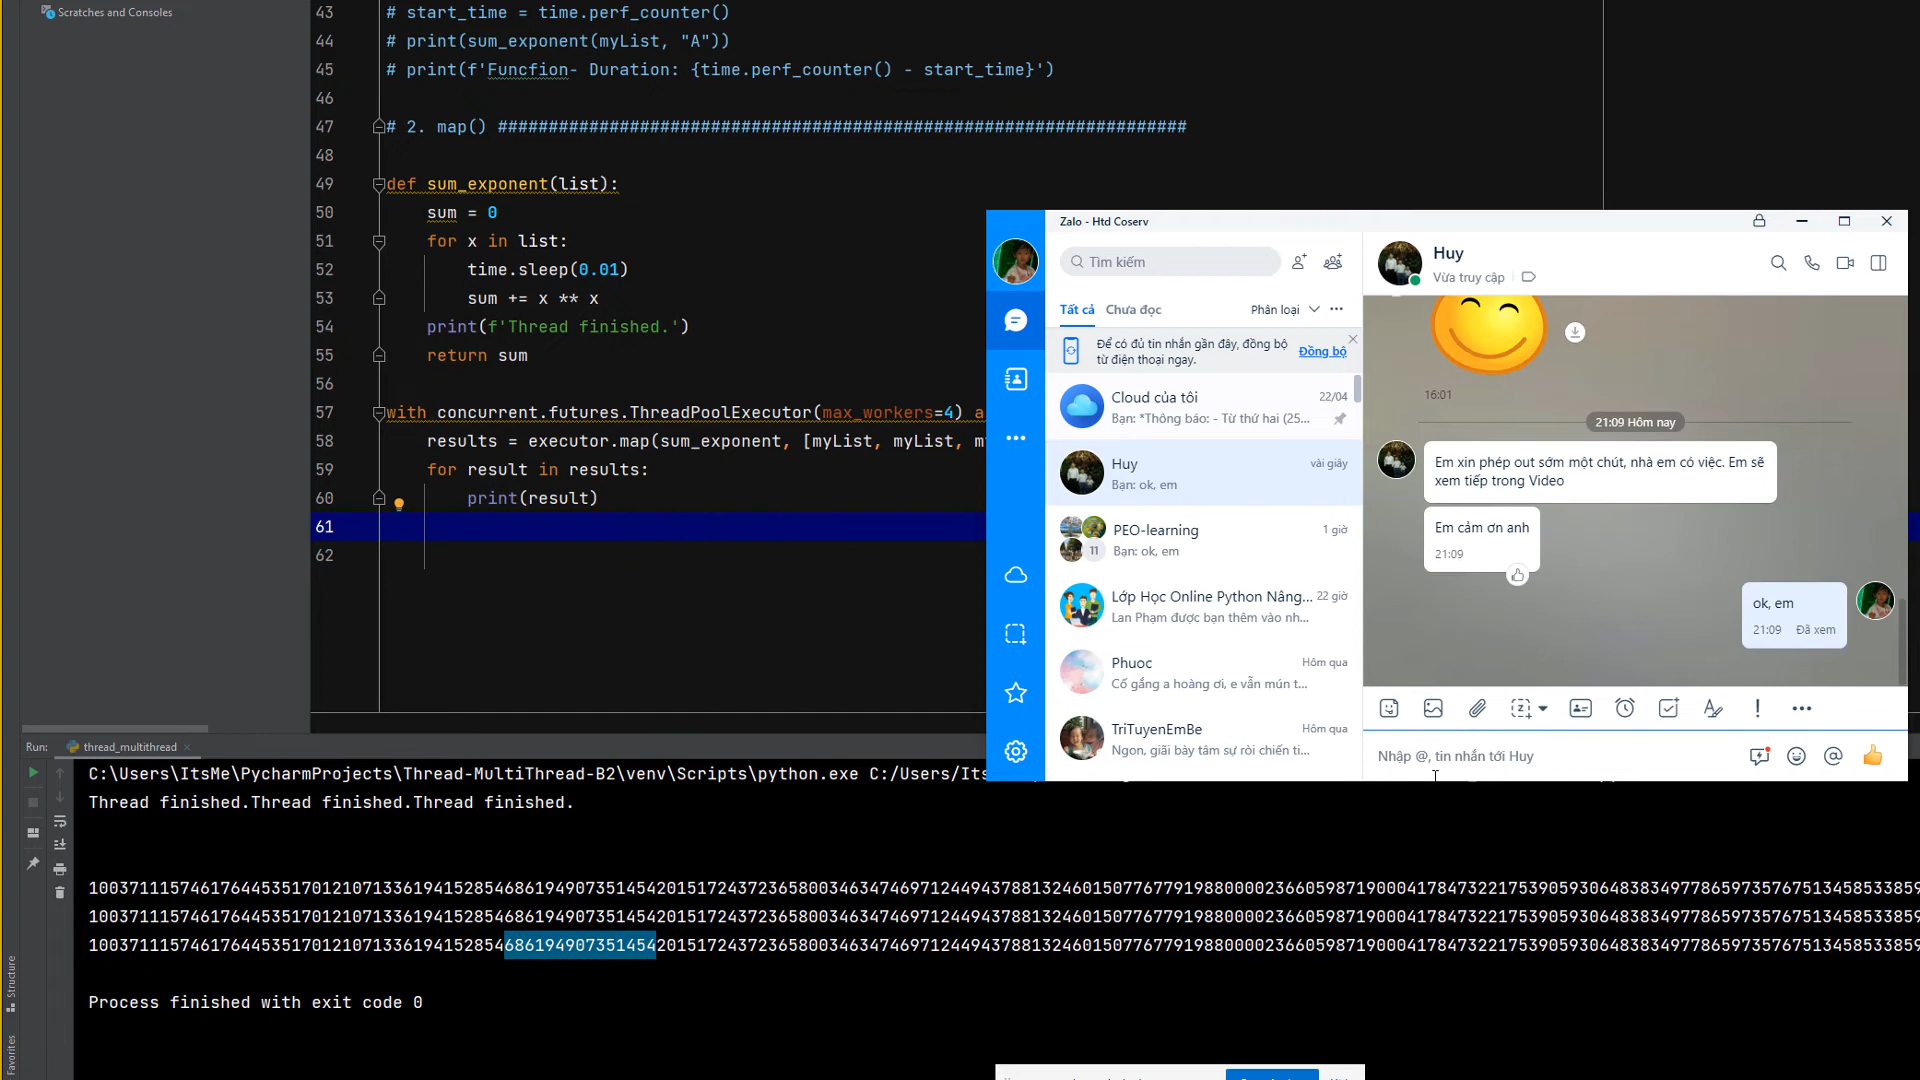 Scratches and Consoles
43 # start_time = time.perf_counter()
44 # print(sum_exponent(myList, "A"))
45 # print(f'Funcfion- Duration: {time.perf_counter() - start_time}')
46
47 # 2. map() ####################################################################
48
49 def sum_exponent(list):
50 sum = 0
51 for x in list:
52 time.sleep(0.01)
53 sum += x ** x
54 print(f'Thread finished.')
55 return sum
56
57 with concurrent.futures.ThreadPoolExecutor(max_workers=4) a
58 results = executor.map(sum_exponent, [myList, myList, m
59 for result in results:
60 print(result)
61
62
Zalo - Htd Coserv
Tìm kiếm
Tất cả Chưa đọc Phân loại
Để có đủ tin nhắn gần đây, đồng bộ
từ điện thoại ngay.
Đồng bộ
Cloud của tôi 22/04
Bạn: *Thông báo: - Từ thứ hai (25...
Huy vài giây
Bạn: ok, em
PEO-learning 1 giờ
11 Bạn: ok, em
Lớp Học Online Python Nâng... 22 giờ
Lan Phạm được bạn thêm vào nh...
Phuoc Hôm qua
Cố gắng a hoàng ơi, e vẫn mún t...
TriTuyenEmBe Hôm qua
Ngon, giãi bày tâm sự ròi chiến ti...
Huy
Vừa truy cập
16:01
21:09 Hôm nay
Em xin phép out sớm một chút, nhà em có việc. Em sẽ
xem tiếp trong Video
Em cảm ơn anh
21:09
ok, em
21:09 Đã xem
Nhập @, tin nhắn tới Huy
Run: thread_multithread
C:\Users\ItsMe\PycharmProjects\Thread-MultiThread-B2\venv\Scripts\python.exe C:/Users/Its
Thread finished.Thread finished.Thread finished.
100371115746176445351701210713361941528546861949073514542015172437236580034634746971244943788132460150776779198800002366059871900041784732217539059306483834977865973576751345853385 9
100371115746176445351701210713361941528546861949073514542015172437236580034634746971244943788132460150776779198800002366059871900041784732217539059306483834977865973576751345853385 9
100371115746176445351701210713361941528546861949073514542015172437236580034634746971244943788132460150776779198800002366059871900041784732217539059306483834977865973576751345853385 9
Process finished with exit code 0
Structure
Favorites